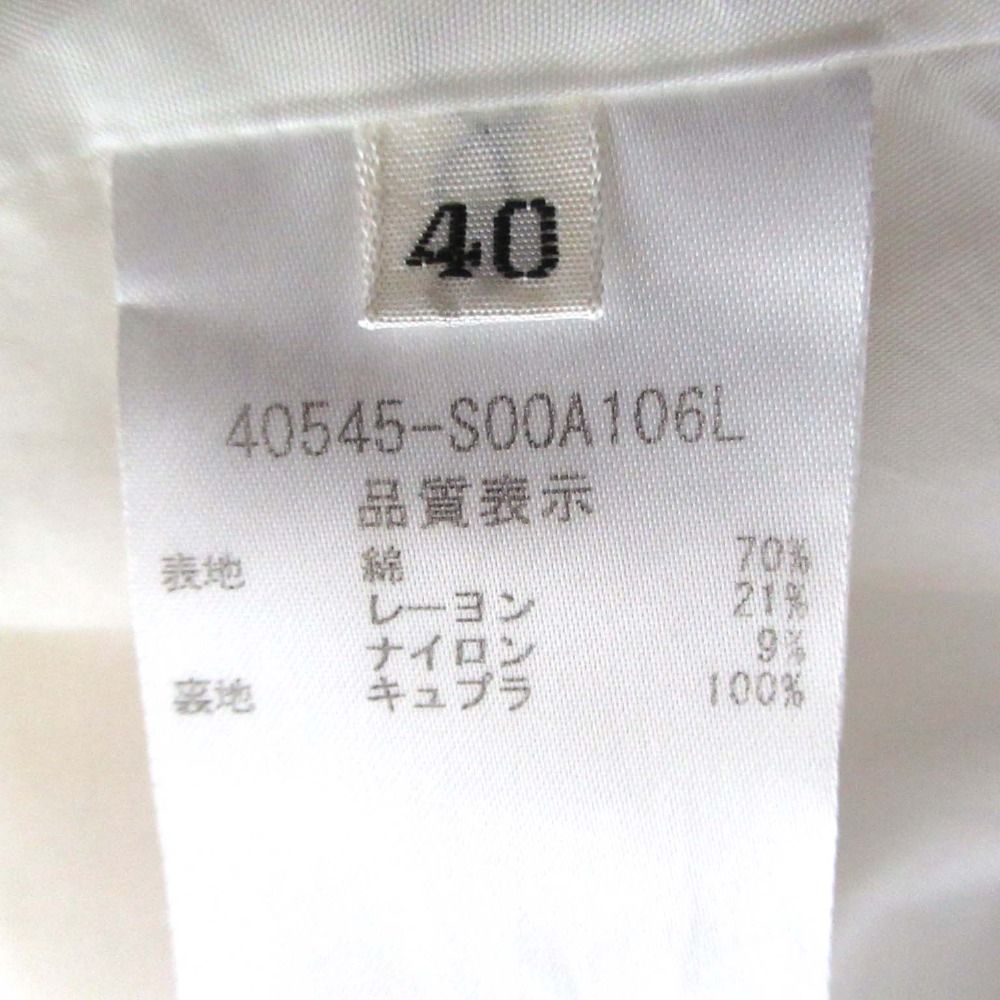 40
40545-S00A106L
品質表示
表地 綿 70%
レーヨン 21%
ナイロン 9%
裏地 キュプラ 100%